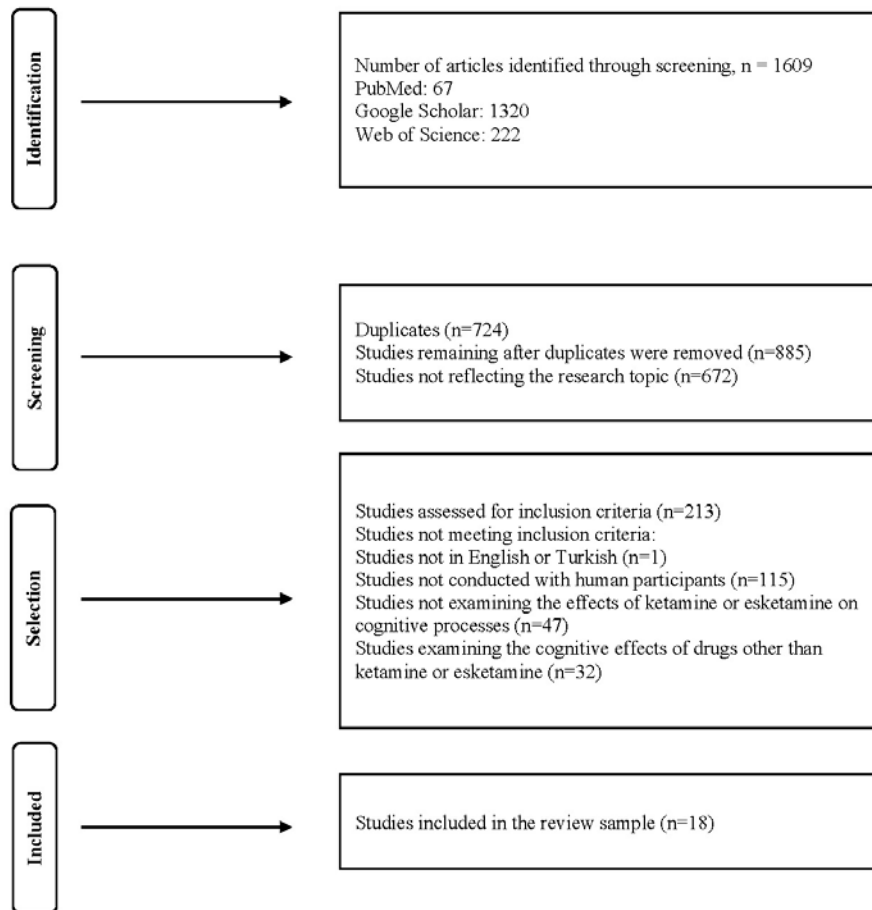 Identification
Number of articles identified through screening, n = 1609
PubMed: 67
Google Scholar: 1320
Web of Science: 222
Screening
Duplicates (n=724)
Studies remaining after duplicates were removed (n=885)
Studies not reflecting the research topic (n=672)
Selection
Studies assessed for inclusion criteria (n=213)
Studies not meeting inclusion criteria:
Studies not in English or Turkish (n=1)
Studies not conducted with human participants (n=115)
Studies not examining the effects of ketamine or esketamine on
cognitive processes (n=47)
Studies examining the cognitive effects of drugs other than
ketamine or esketamine (n=32)
Included
Studies included in the review sample (n=18)